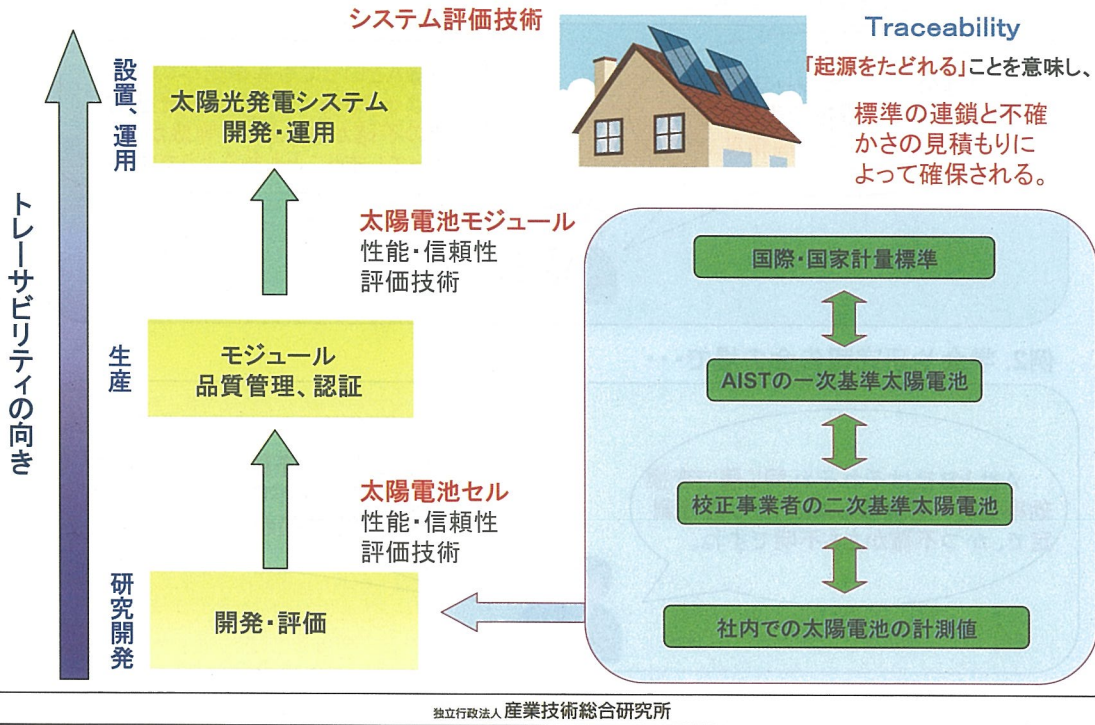 システム評価技術
Traceability
「起源をたどれる」ことを意味し、
標準の連鎖と不確
かさの見積もりに
よって確保される。
トレーサビリティの向き
設置、運用
太陽光発電システム
開発・運用
太陽電池モジュール
性能・信頼性
評価技術
生産
モジュール
品質管理、認証
太陽電池セル
性能・信頼性
評価技術
研究開発
開発・評価
国際・国家計量標準
AISTの一次基準太陽電池
校正事業者の二次基準太陽電池
社内での太陽電池の計測値
独立行政法人 産業技術総合研究所